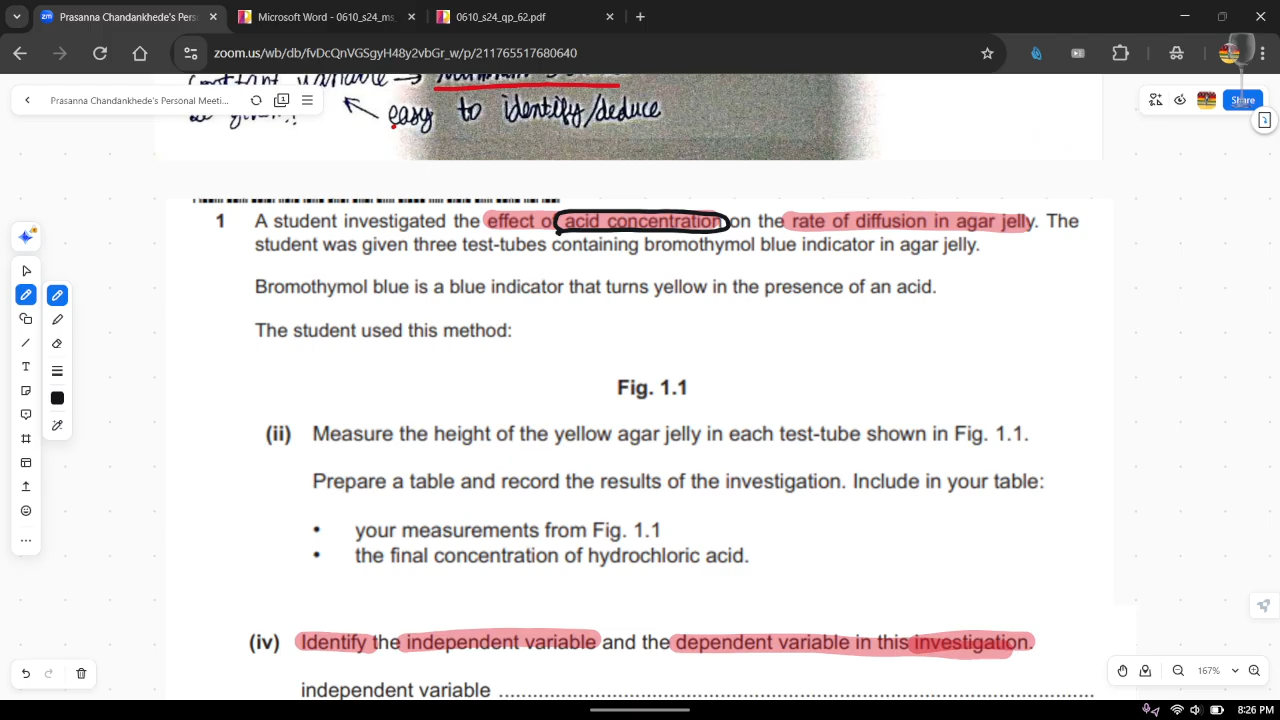 Prasanna Chandankhede's Perso
Microsoft Word - 0610_s24_ms_
0610_s24_qp_62.pdf
zoom.us/wb/db/fvDcQnVGSgyH48y2vbGr_w/p/211765517680640
Prasanna Chandankhede's Personal Meeti...
Share
easy to identify/deduce
be given!!
1 A student investigated the effect of acid concentration on the rate of diffusion in agar jelly. The
student was given three test-tubes containing bromothymol blue indicator in agar jelly.
Bromothymol blue is a blue indicator that turns yellow in the presence of an acid.
The student used this method:
Fig. 1.1
(ii) Measure the height of the yellow agar jelly in each test-tube shown in Fig. 1.1.
Prepare a table and record the results of the investigation. Include in your table:
• your measurements from Fig. 1.1
• the final concentration of hydrochloric acid.
(iv) Identify the independent variable and the dependent variable in this investigation.
independent variable ..........................................................................................
167%
8:26 PM